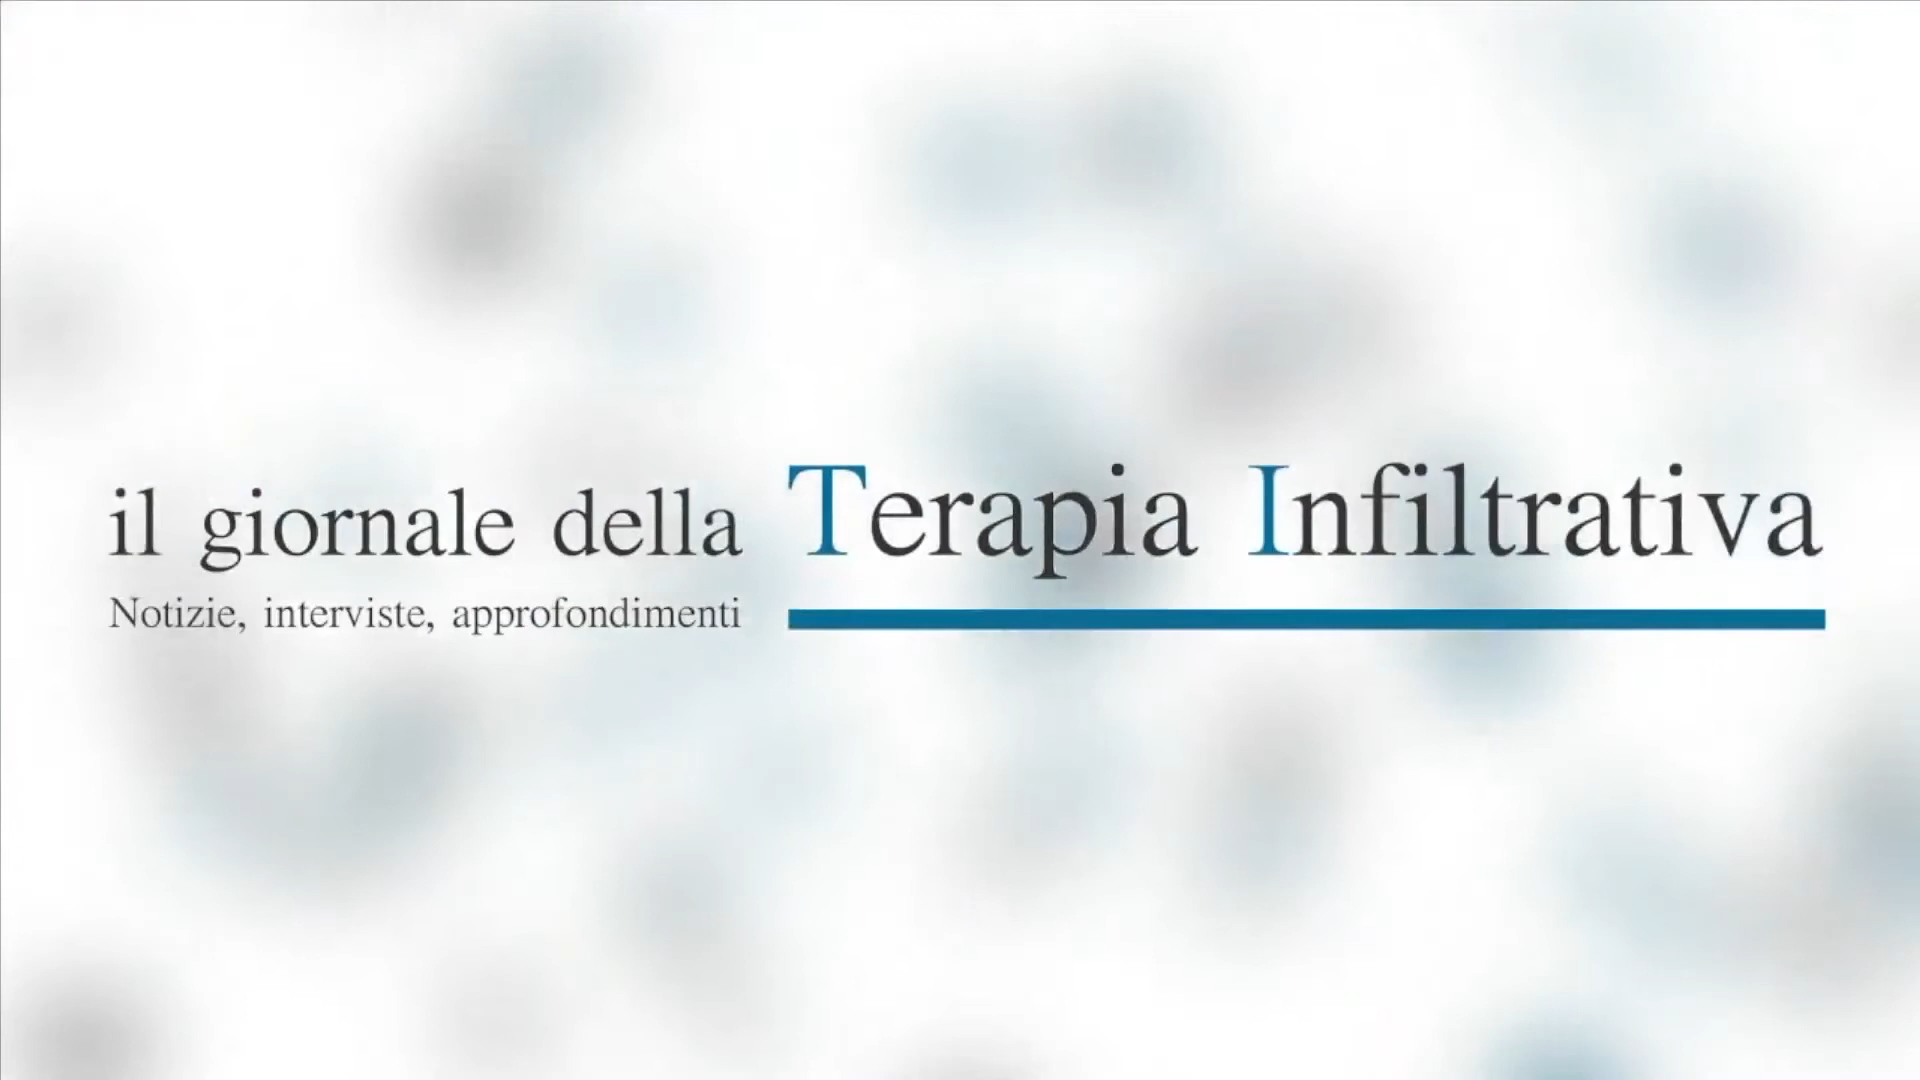 il giornale della Terapia Infiltrativa
Notizie, interviste, approfondimenti